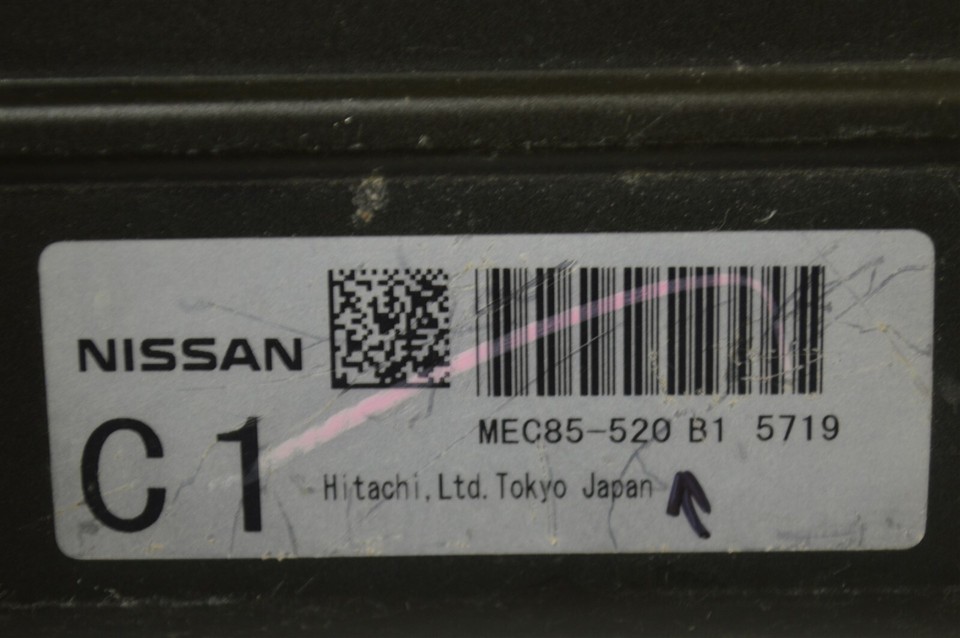 NISSAN
C1
MEC85-520 B1 5719
Hitachi,Ltd. Tokyo Japan